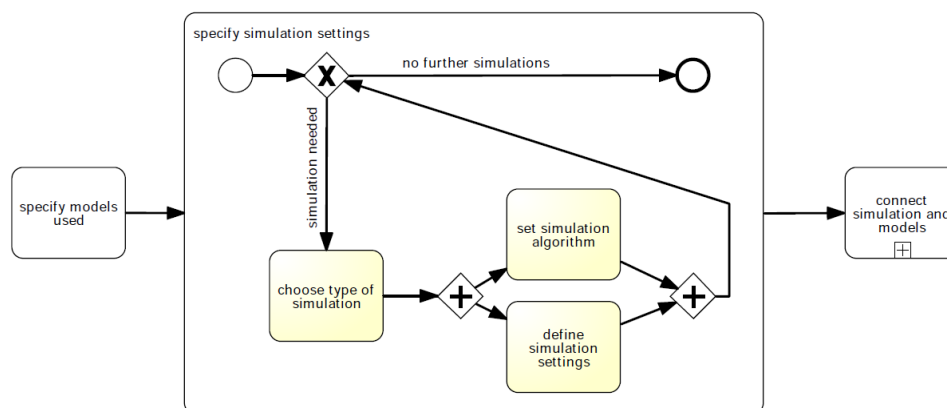 specify simulation settings
no further simulations
simulation needed
specify models
used
set simulation
algorithm
connect
simulation and
models
choose type of
simulation
define
simulation
settings